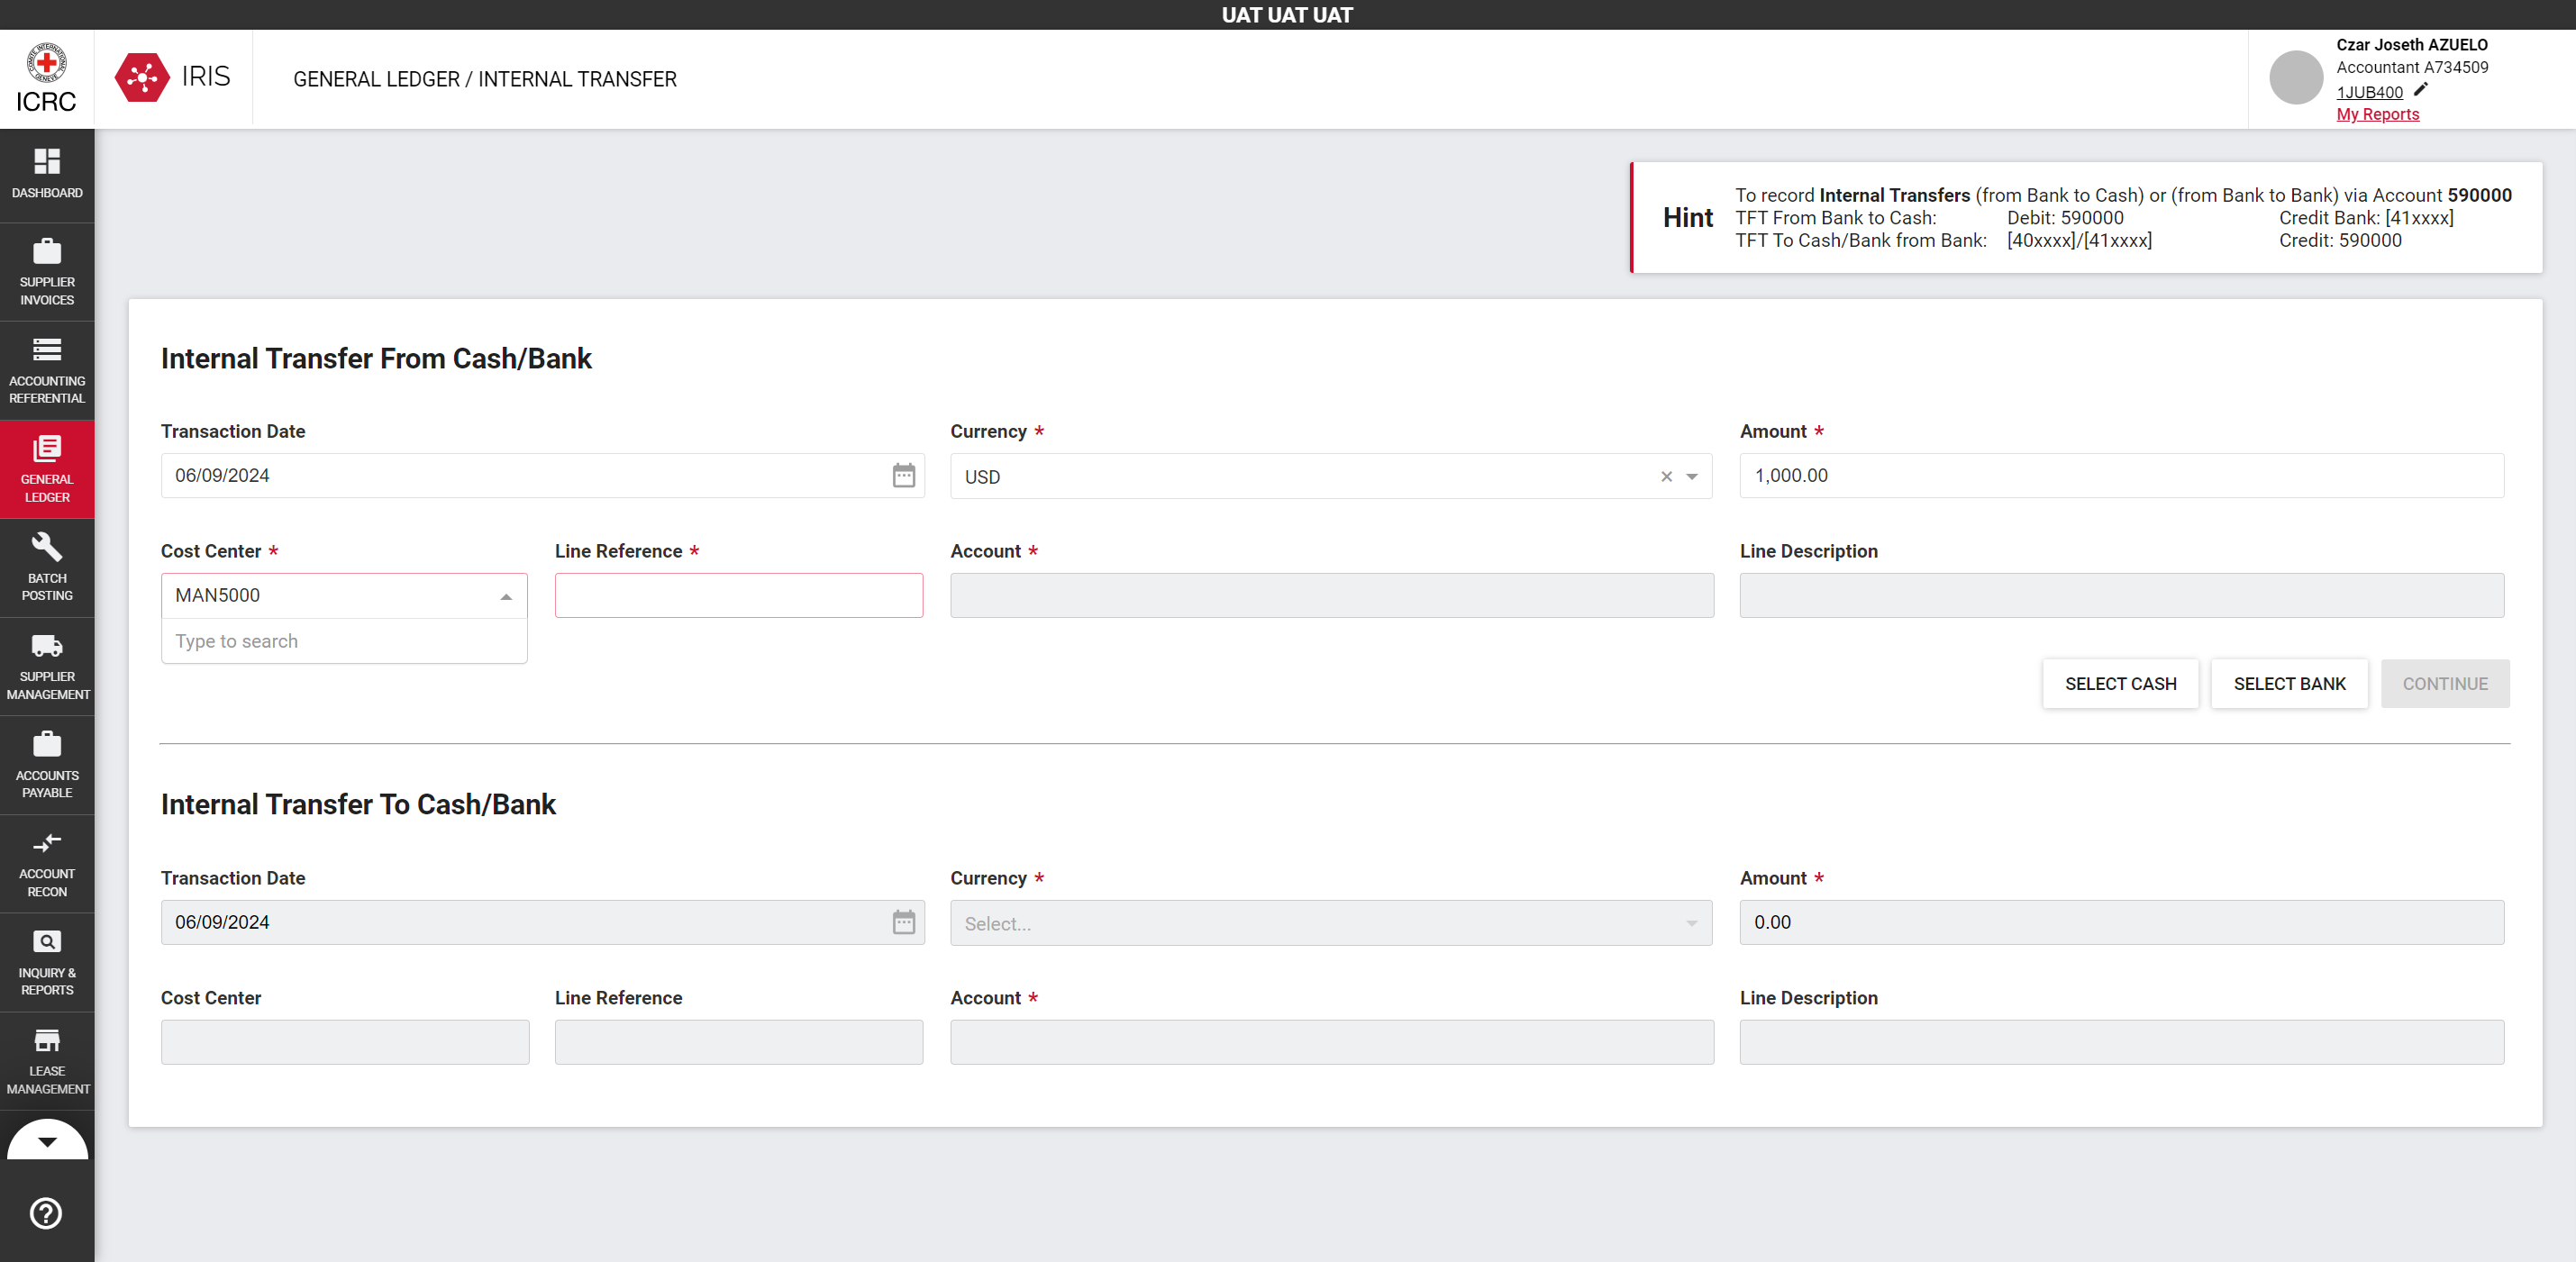 UAT UAT UAT
COMITE INTERNATIONAL GENEVE
ICRC
IRIS
GENERAL LEDGER / INTERNAL TRANSFER
Czar Joseth AZUELO
Accountant A734509
1JUB400
My Reports
DASHBOARD
SUPPLIER
INVOICES
ACCOUNTING
REFERENTIAL
GENERAL
LEDGER
BATCH
POSTING
SUPPLIER
MANAGEMENT
ACCOUNTS
PAYABLE
ACCOUNT
RECON
INQUIRY &
REPORTS
LEASE
MANAGEMENT
Hint
To record Internal Transfers (from Bank to Cash) or (from Bank to Bank) via Account 590000
TFT From Bank to Cash: Debit: 590000 Credit Bank: [41xxxx]
TFT To Cash/Bank from Bank: [40xxxx]/[41xxxx] Credit: 590000
Internal Transfer From Cash/Bank
Transaction Date Currency * Amount *
06/09/2024 USD 1,000.00
Cost Center * Line Reference * Account * Line Description
MAN5000
Type to search
SELECT CASH SELECT BANK CONTINUE
Internal Transfer To Cash/Bank
Transaction Date Currency * Amount *
06/09/2024 Select... 0.00
Cost Center Line Reference Account * Line Description